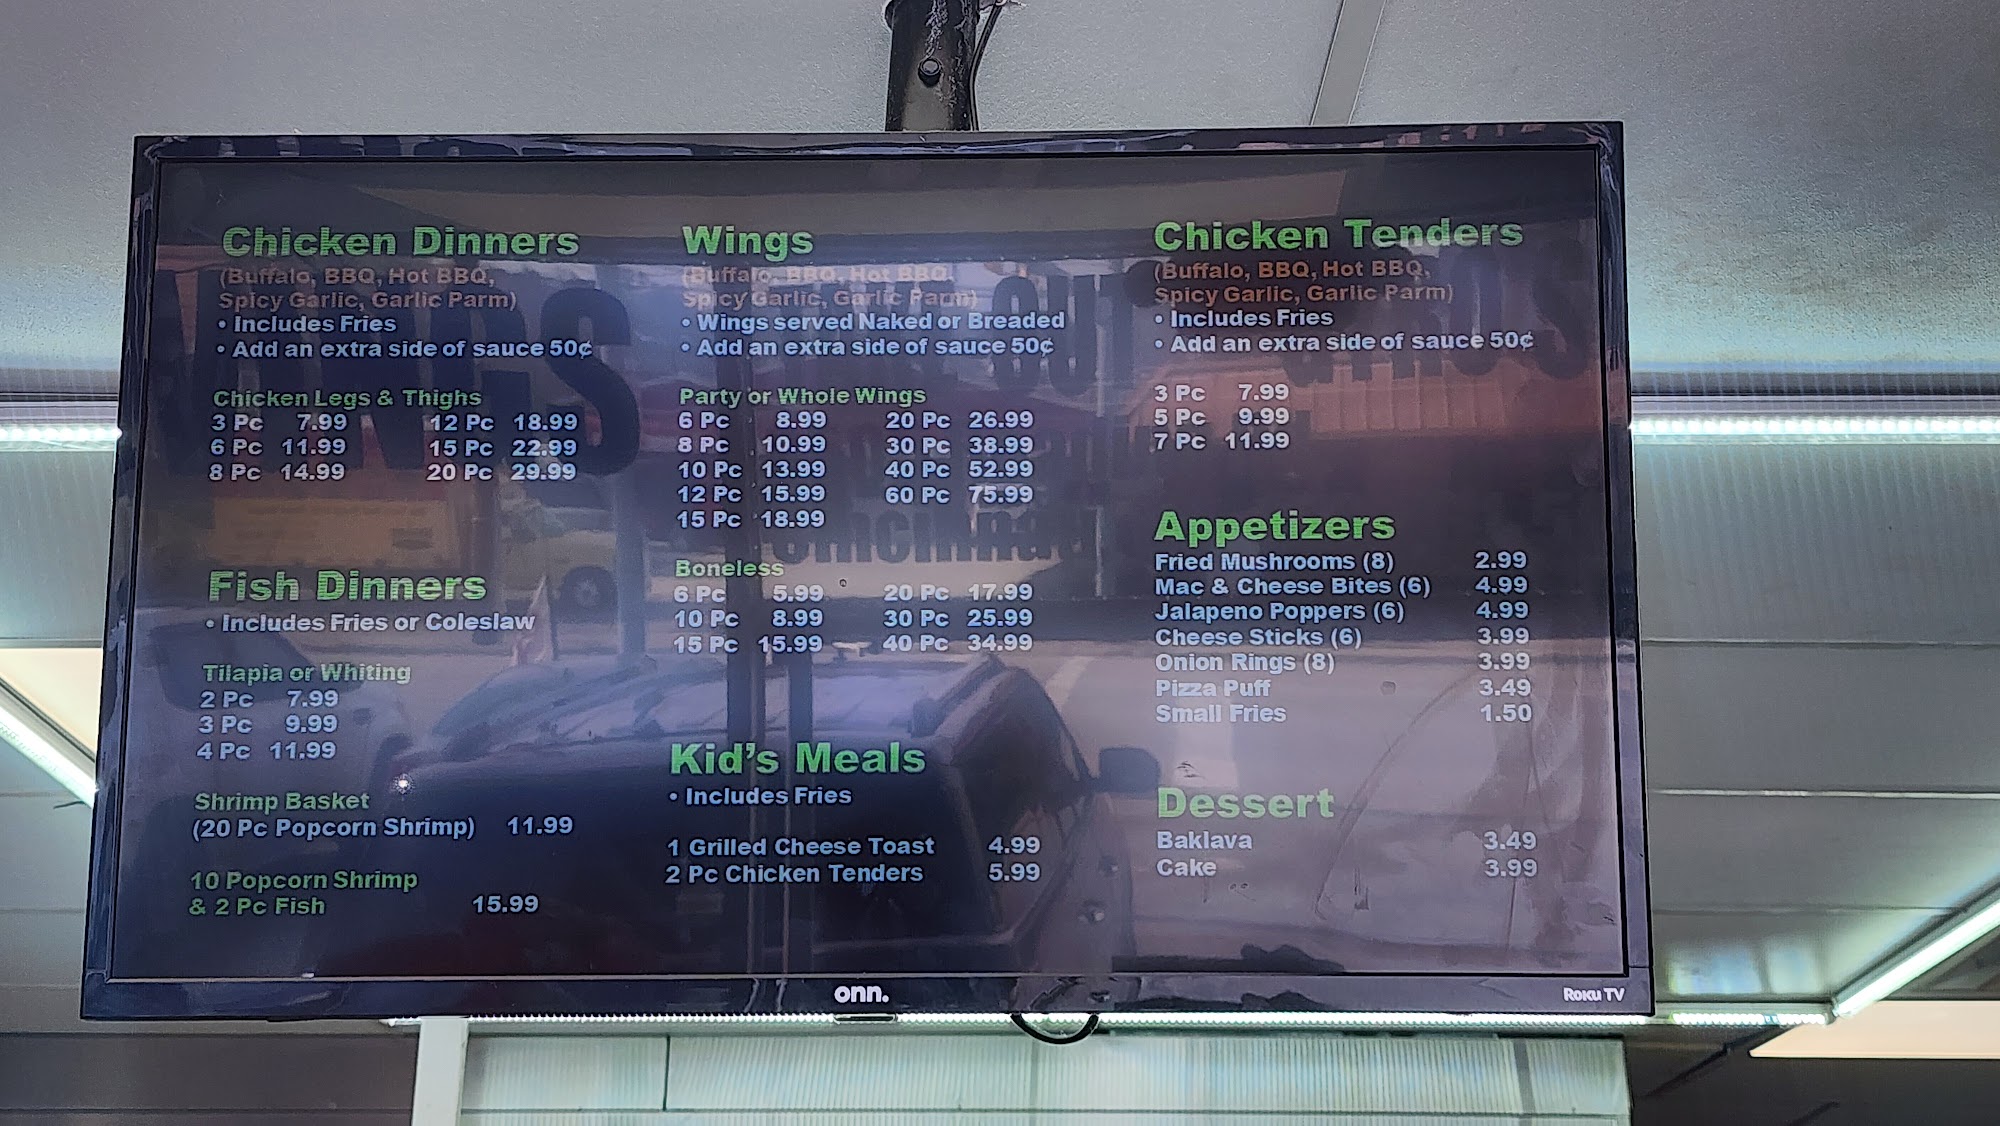 Chicken Dinners
(Buffalo, BBQ, Hot BBQ,
Spicy Garlic, Garlic Parm)
• Includes Fries
• Add an extra side of sauce 50¢
Chicken Legs & Thighs
3 Pc 7.99 12 Pc 18.99
6 Pc 11.99 15 Pc 22.99
8 Pc 14.99 20 Pc 29.99
Fish Dinners
• Includes Fries or Coleslaw
Tilapia or Whiting
2 Pc 7.99
3 Pc 9.99
4 Pc 11.99
Shrimp Basket
(20 Pc Popcorn Shrimp) 11.99
10 Popcorn Shrimp
& 2 Pc Fish 15.99
Wings
(Buffalo, BBQ, Hot BBQ,
Spicy Garlic, Garlic Parm)
• Wings served Naked or Breaded
• Add an extra side of sauce 50¢
Party or Whole Wings
6 Pc 8.99 20 Pc 26.99
8 Pc 10.99 30 Pc 38.99
10 Pc 13.99 40 Pc 52.99
12 Pc 15.99 60 Pc 75.99
15 Pc 18.99
Boneless
6 Pc 5.99 20 Pc 17.99
10 Pc 8.99 30 Pc 25.99
15 Pc 15.99 40 Pc 34.99
Kid's Meals
• Includes Fries
1 Grilled Cheese Toast 4.99
2 Pc Chicken Tenders 5.99
Chicken Tenders
(Buffalo, BBQ, Hot BBQ,
Spicy Garlic, Garlic Parm)
• Includes Fries
• Add an extra side of sauce 50¢
3 Pc 7.99
5 Pc 9.99
7 Pc 11.99
Appetizers
Fried Mushrooms (8) 2.99
Mac & Cheese Bites (6) 4.99
Jalapeno Poppers (6) 4.99
Cheese Sticks (6) 3.99
Onion Rings (8) 3.99
Pizza Puff 3.49
Small Fries 1.50
Dessert
Baklava 3.49
Cake 3.99
onn.
Roku TV